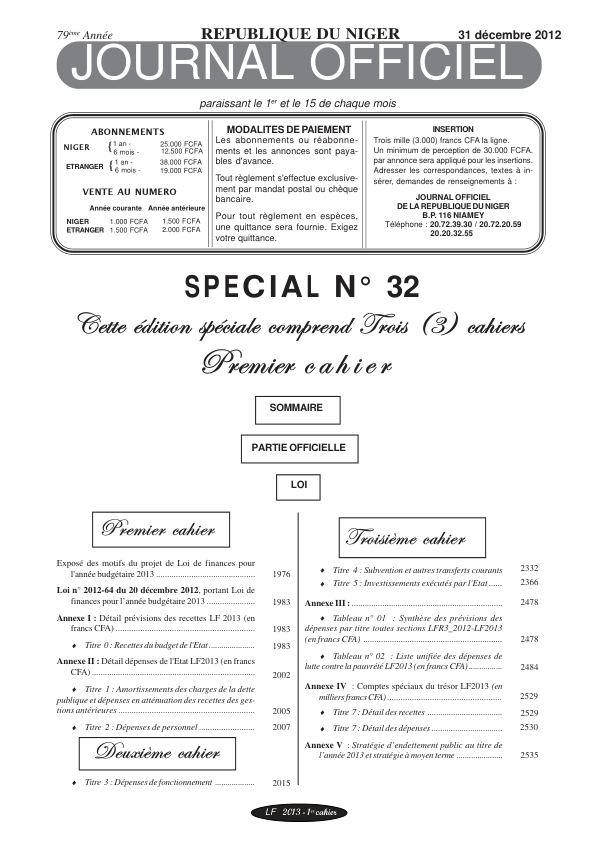 79ème Année REPUBLIQUE DU NIGER 31 décembre 2012
JOURNAL OFFICIEL
paraissant le 1er et le 15 de chaque mois
ABONNEMENTS
NIGER { 1 an - 25.000 FCFA
6 mois - 12.500 FCFA
ETRANGER { 1 an - 38.000 FCFA
6 mois - 19.000 FCFA
VENTE AU NUMERO
Année courante Année antérieure
NIGER 1.000 FCFA 1.500 FCFA
ETRANGER 1.500 FCFA 2.000 FCFA
MODALITES DE PAIEMENT
Les abonnements ou réabonne-
ments et les annonces sont paya-
bles d'avance.
Tout règlement s'effectue exclusive-
ment par mandat postal ou chèque
bancaire.
Pour tout règlement en espèces,
une quittance sera fournie. Exigez
votre quittance.
INSERTION
Trois mille (3.000) francs CFA la ligne.
Un minimum de perception de 30.000 FCFA.
par annonce sera appliqué pour les insertions.
Adresser les correspondances, textes à in-
sérer, demandes de renseignements à :
JOURNAL OFFICIEL
DE LA REPUBLIQUE DU NIGER
B.P. 116 NIAMEY
Téléphone : 20.72.39.30 / 20.72.20.59
20.20.32.55
SPECIAL N° 32
Cette édition spéciale comprend Trois (3) cahiers
Premier cahier
SOMMAIRE
PARTIE OFFICIELLE
LOI
Premier cahier
Exposé des motifs du projet de Loi de finances pour
l'année budgétaire 2013 ........................................ 1976
Loi n° 2012-64 du 20 décembre 2012, portant Loi de
finances pour l'année budgétaire 2013 .................... 1983
Annexe I : Détail prévisions des recettes LF 2013 (en
francs CFA) ........................................................ 1983
♦ Titre 0 : Recettes du budget de l'Etat ................... 1983
Annexe II : Détail dépenses de l'Etat LF2013 (en francs
CFA) .................................................................. 2002
♦ Titre 1 : Amortissements des charges de la dette
publique et dépenses en atténuation des recettes des ges-
tions antérieures ........................................................ 2005
♦ Titre 2 : Dépenses de personnel ...................... 2007
Deuxième cahier
♦ Titre 3 : Dépenses de fonctionnement ................ 2015
Troisième cahier
♦ Titre 4 : Subvention et autres transferts courants 2332
♦ Titre 5 : Investissements exécutés par l'Etat ...... 2366
Annexe III : ............................................................. 2478
♦ Tableau n° 01 : Synthèse des prévisions des
dépenses par titre toutes sections LFR3_2012-LF2013
(en francs CFA) ......................................................... 2478
♦ Tableau n° 02 : Liste unifiée des dépenses de
lutte contre la pauvreté LF2013 (en francs CFA) ............. 2484
Annexe IV : Comptes spéciaux du trésor LF2013 (en
milliers francs CFA) .............................................. 2529
♦ Titre 7 : Détail des recettes .............................. 2529
♦ Titre 7 : Détail des dépenses ............................ 2530
Annexe V : Stratégie d'endettement public au titre de
l'année 2013 et stratégie à moyen terme ................... 2535
LF 2013 - 1er cahier